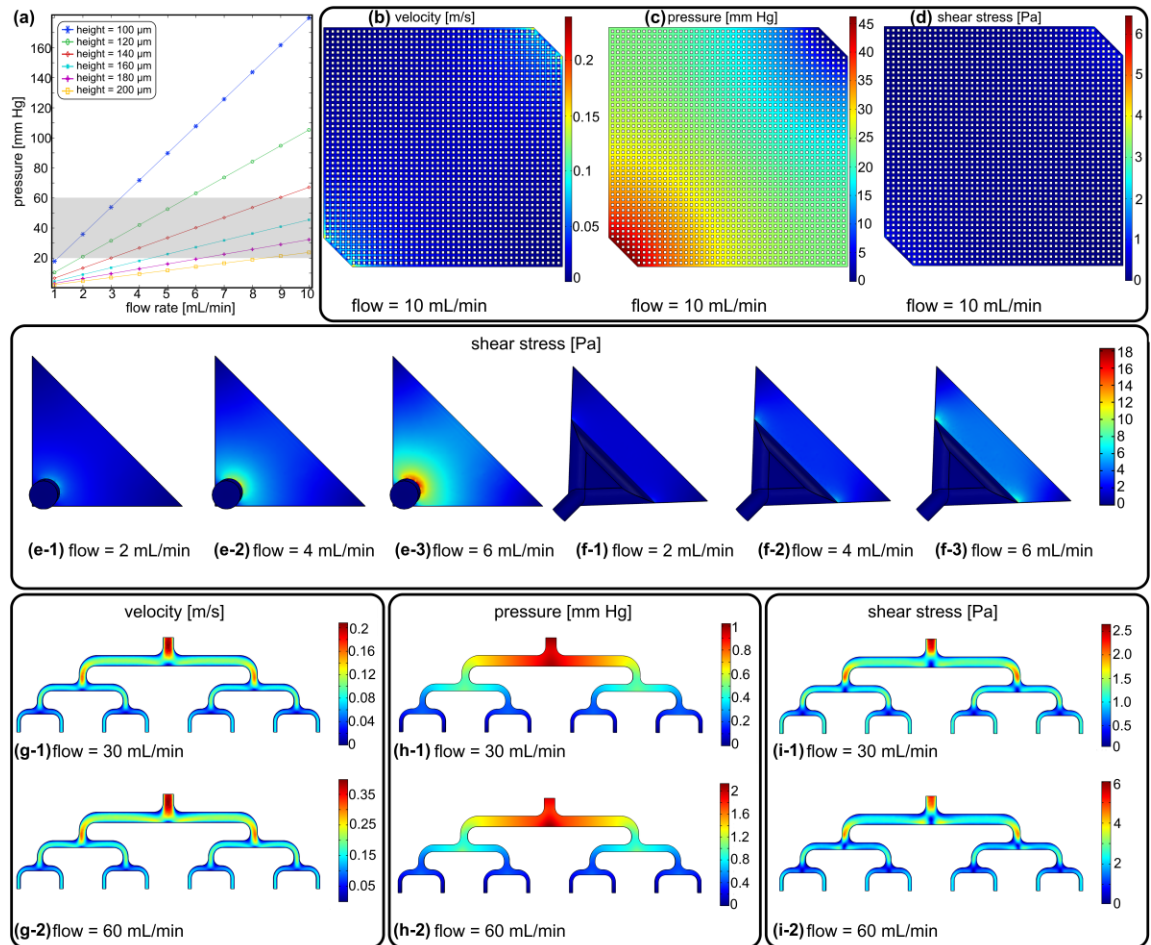 (a)
height = 100 µm
height = 120 µm
height = 140 µm
height = 160 µm
height = 180 µm
height = 200 µm
pressure [mm Hg]
160
140
120
100
80
60
40
20
1 2 3 4 5 6 7 8 9 10
flow rate [mL/min]
(b) velocity [m/s]
0.2
0.15
0.1
0.05
0
flow = 10 mL/min
(c) pressure [mm Hg]
45
40
35
30
25
20
15
10
5
0
flow = 10 mL/min
(d) shear stress [Pa]
6
5
4
3
2
1
0
flow = 10 mL/min
shear stress [Pa]
18
16
14
12
10
8
6
4
2
0
(e-1) flow = 2 mL/min
(e-2) flow = 4 mL/min
(e-3) flow = 6 mL/min
(f-1) flow = 2 mL/min
(f-2) flow = 4 mL/min
(f-3) flow = 6 mL/min
velocity [m/s]
0.2
0.16
0.12
0.08
0.04
0
(g-1) flow = 30 mL/min
0.35
0.25
0.15
0.05
(g-2) flow = 60 mL/min
pressure [mm Hg]
1
0.8
0.6
0.4
0.2
0
(h-1) flow = 30 mL/min
2
1.6
1.2
0.8
0.4
0
(h-2) flow = 60 mL/min
shear stress [Pa]
2.5
2.0
1.5
1.0
0.5
0
(i-1) flow = 30 mL/min
6
4
2
0
(i-2) flow = 60 mL/min